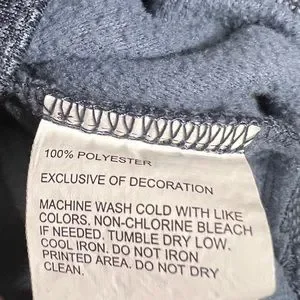 100% POLYESTER
EXCLUSIVE OF DECORATION
MACHINE WASH COLD WITH LIKE
COLORS. NON-CHLORINE BLEACH
IF NEEDED. TUMBLE DRY LOW.
COOL IRON. DO NOT IRON
PRINTED AREA. DO NOT DRY
CLEAN.